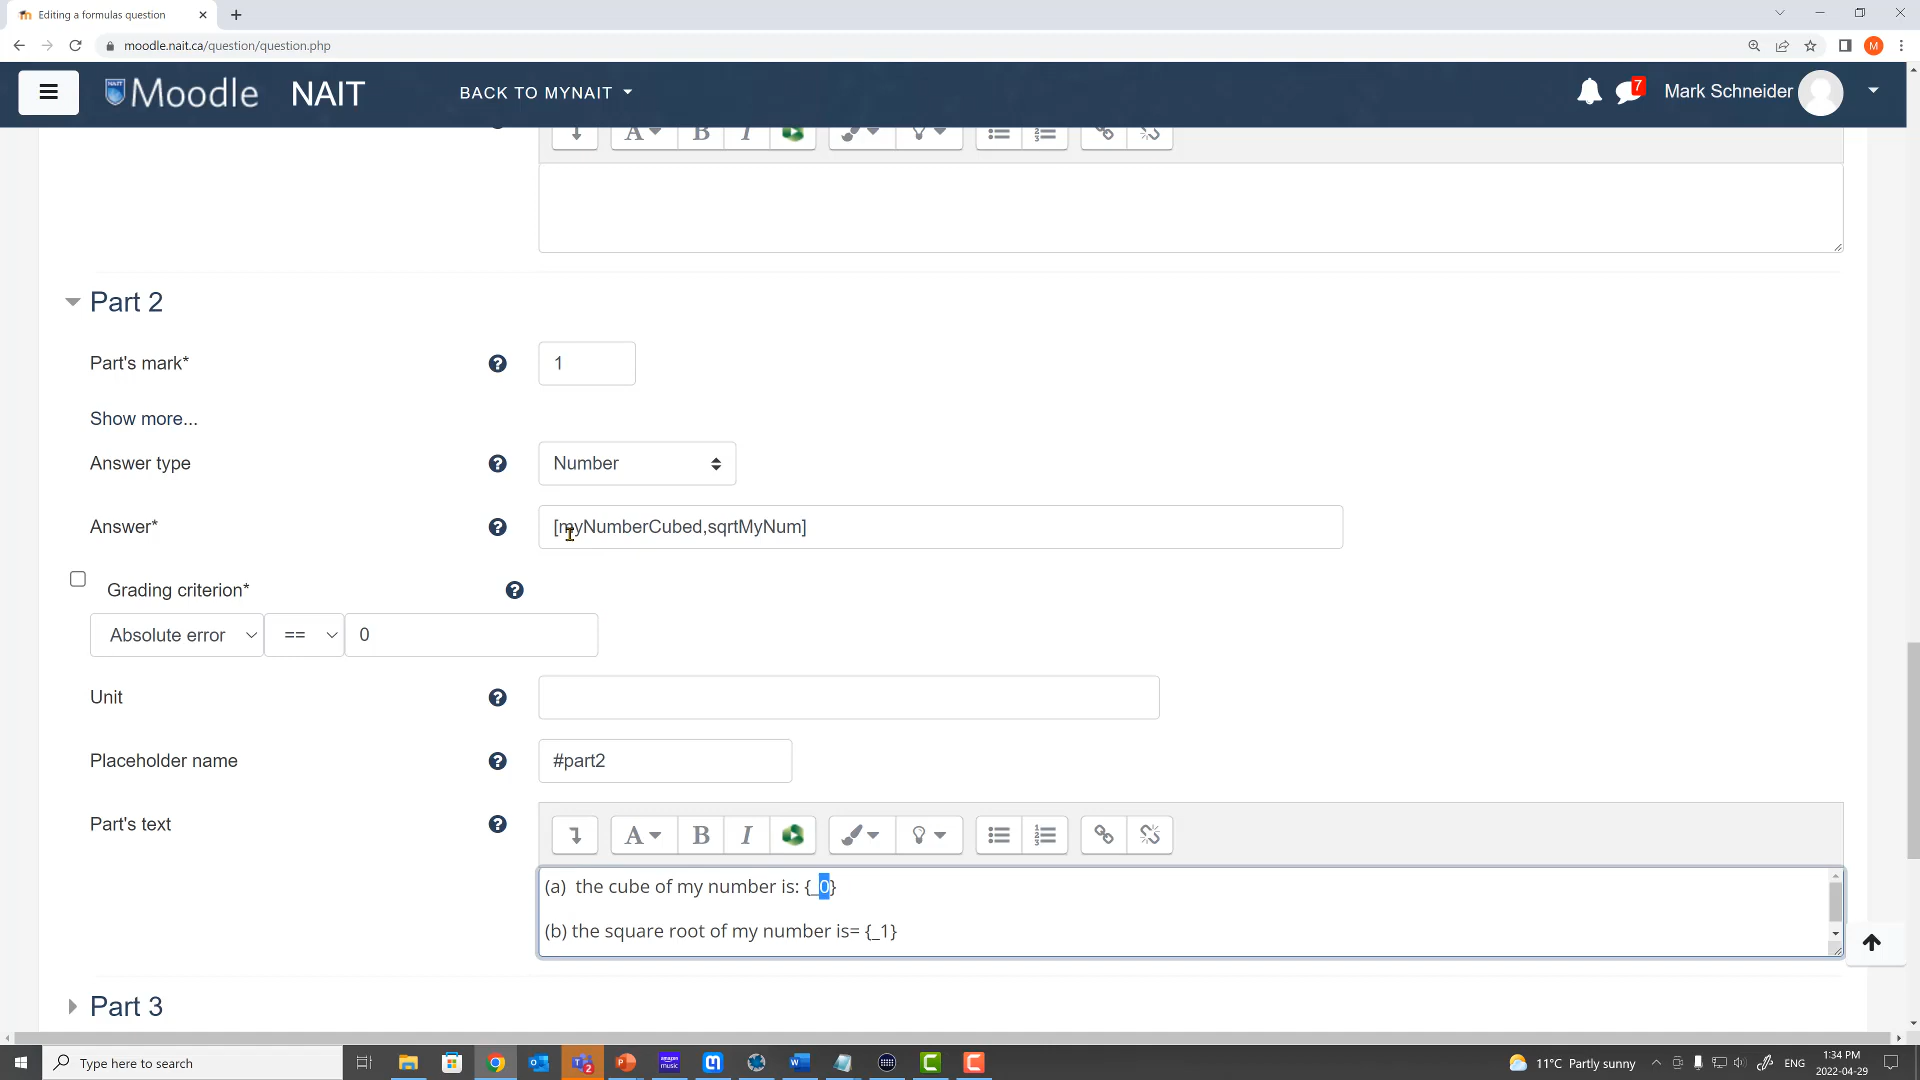 Editing a formulas question
moodle.nait.ca/question/question.php
M
Moodle NAIT BACK TO MYNAIT 7 Mark Schneider
A B I
Part 2
Part's mark* 1
Show more...
Answer type Number
Answer* [myNumberCubed,sqrtMyNum]
Grading criterion*
Absolute error == 0
Unit
Placeholder name #part2
Part's text
A B I
(a) the cube of my number is: {_0}
(b) the square root of my number is= {_1}
Part 3
Type here to search
11°C Partly sunny
ENG
1:34 PM
2022-04-29